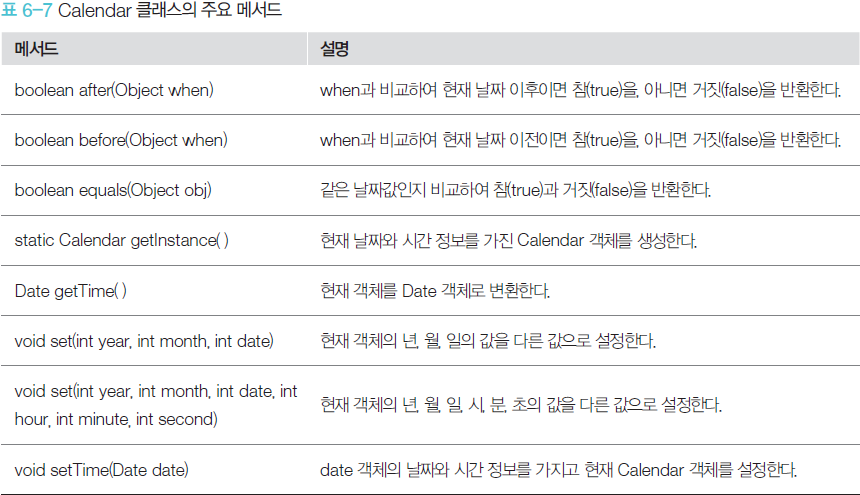 표 6-7 Calendar 클래스의 주요 메서드
메서드 설명
boolean after(Object when) when과 비교하여 현재 날짜 이후이면 참(true)을, 아니면 거짓(false)을 반환한다.
boolean before(Object when) when과 비교하여 현재 날짜 이전이면 참(true)을, 아니면 거짓(false)을 반환한다.
boolean equals(Object obj) 같은 날짜값인지 비교하여 참(true)과 거짓(false)을 반환한다.
static Calendar getInstance( ) 현재 날짜와 시간 정보를 가진 Calendar 객체를 생성한다.
Date getTime( ) 현재 객체를 Date 객체로 변환한다.
void set(int year, int month, int date) 현재 객체의 년, 월, 일의 값을 다른 값으로 설정한다.
void set(int year, int month, int date, int
hour, int minute, int second) 현재 객체의 년, 월, 일, 시, 분, 초의 값을 다른 값으로 설정한다.
void setTime(Date date) date 객체의 날짜와 시간 정보를 가지고 현재 Calendar 객체를 설정한다.